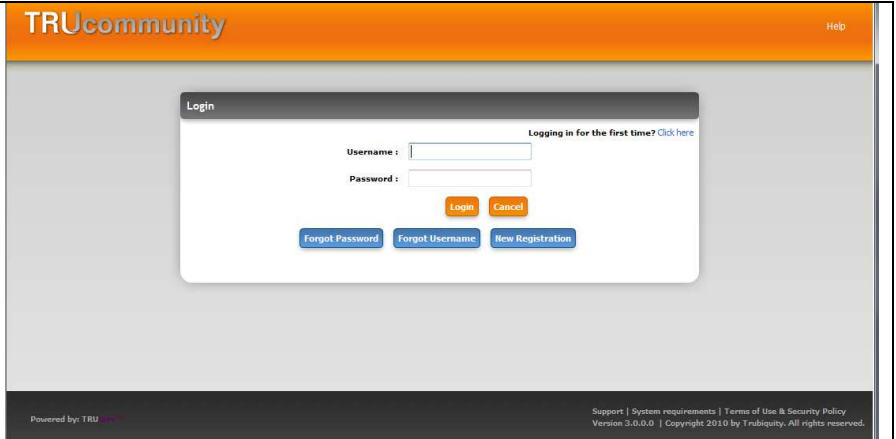 TRUcommunity
Help
Login
Logging in for the first time? Click here
Username :
Password :
Login Cancel
Forgot Password Forgot Username New Registration
Support | System requirements | Terms of Use & Security Policy
Powered by: TRU
Version 3.0.0.0 | Copyright 2010 by Trubiquity. All rights reserved.